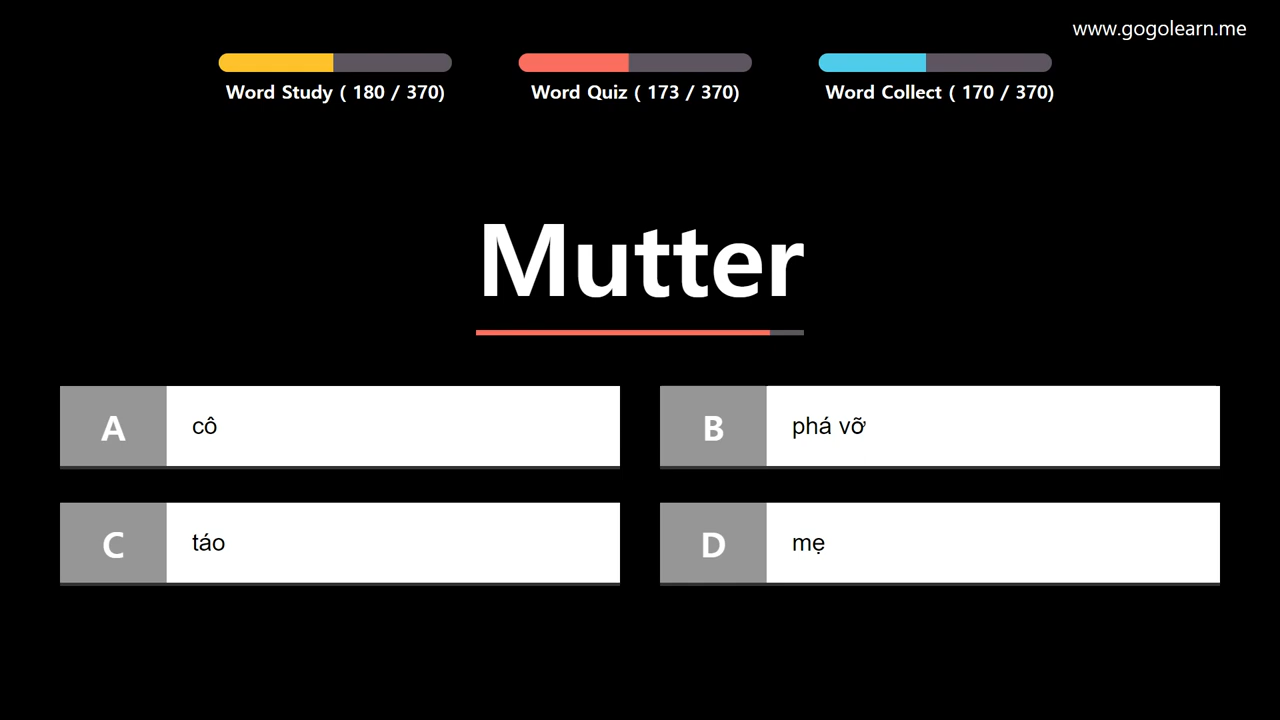 www.gogolearn.me
Word Study ( 180 / 370)
Word Quiz ( 173 / 370)
Word Collect ( 170 / 370)
Mutter
A
cô
B
phá vỡ
C
táo
D
mẹ